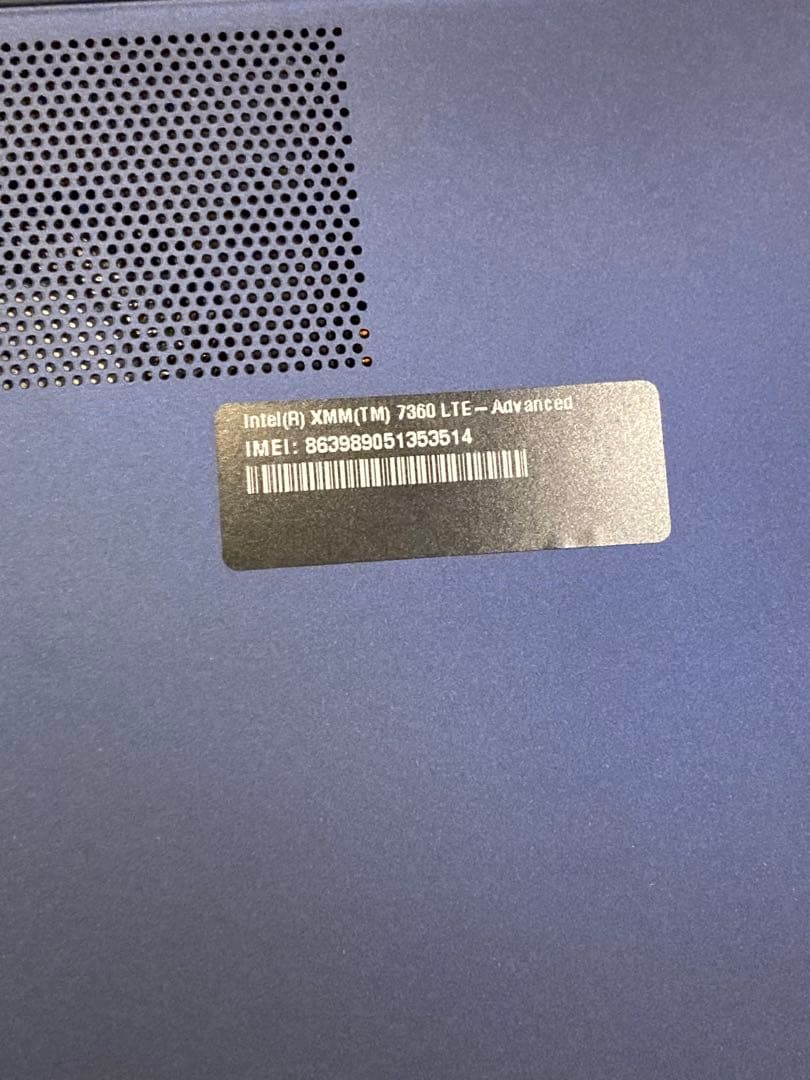 Intel(R) XMM(TM) 7360 LTE-Advanced
IMEI: 863989051353514